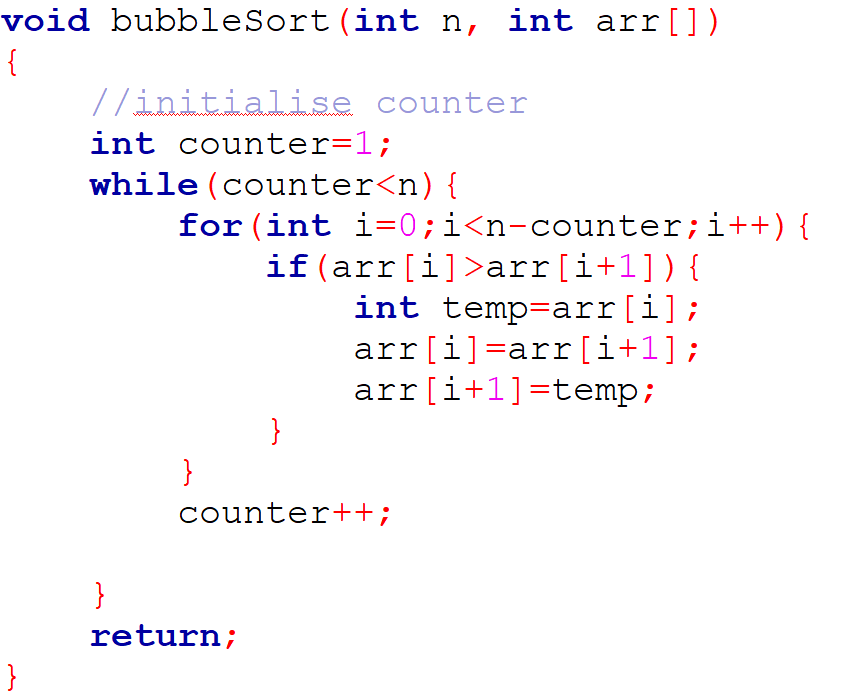 void bubbleSort(int n, int arr[])
{
    //initialise counter
    int counter=1;
    while(counter<n){
        for(int i=0;i<n-counter;i++){
            if(arr[i]>arr[i+1]){
                int temp=arr[i];
                arr[i]=arr[i+1];
                arr[i+1]=temp;
            }
        }
        counter++;

    }
    return;
}